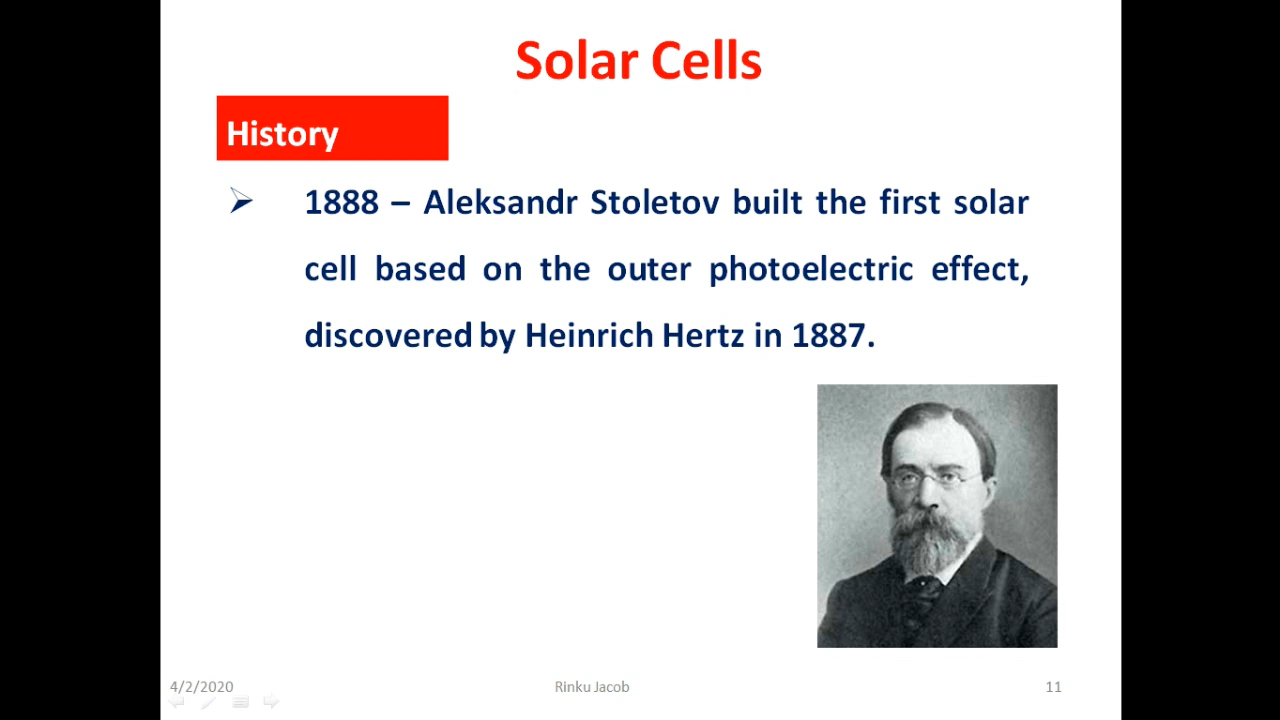 Solar Cells
History
1888 – Aleksandr Stoletov built the first solar
cell based on the outer photoelectric effect,
discovered by Heinrich Hertz in 1887.
4/2/2020
Rinku Jacob
11